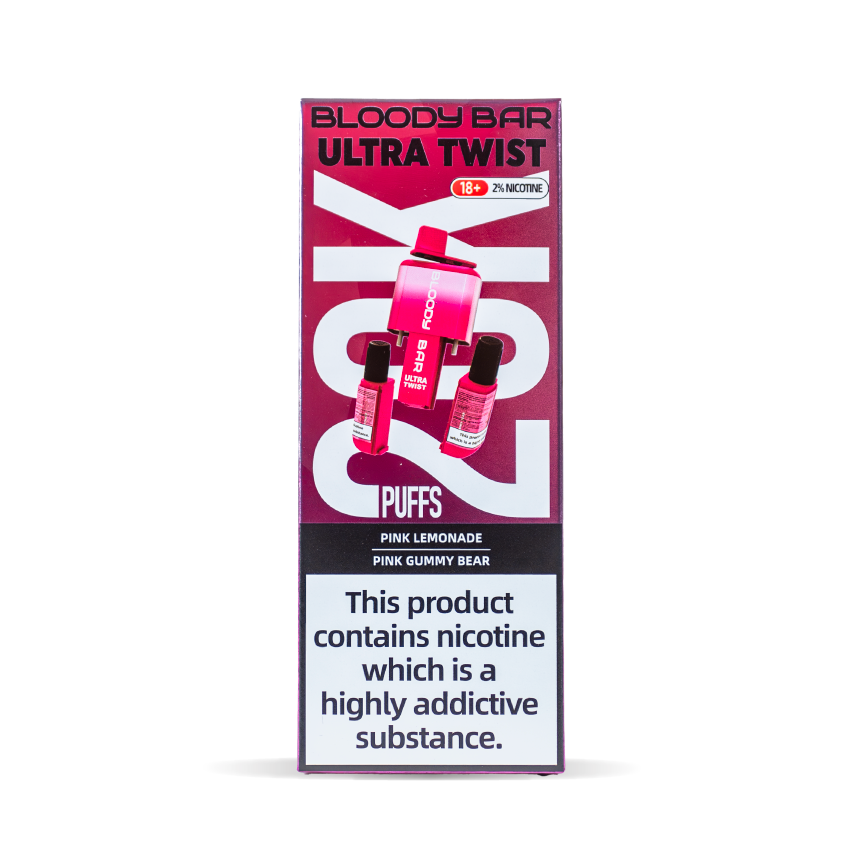 BLOODY BAR
ULTRA TWIST
18+ 2% NICOTINE
20K
BLOODY BAR
ULTRA
TWIST
PUFFS
PINK LEMONADE
PINK GUMMY BEAR
This product
contains nicotine
which is a
highly addictive
substance.